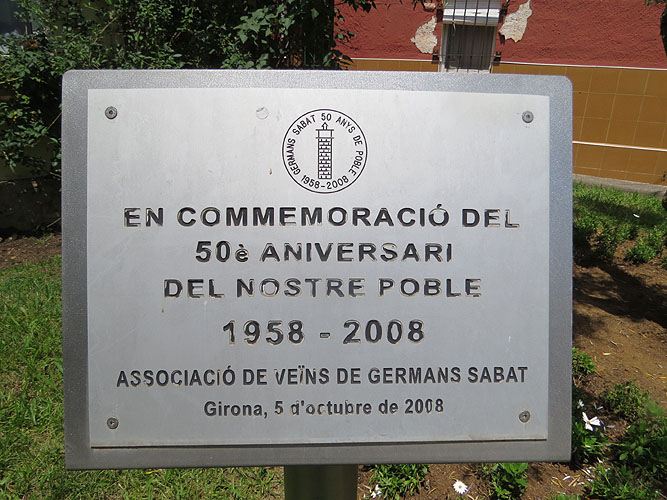 GERMANS SABAT 50 ANYS DE POBLE
1958-2008
EN COMMEMORACIÓ DEL
50è ANIVERSARI
DEL NOSTRE POBLE
1958 - 2008
ASSOCIACIÓ DE VEÏNS DE GERMANS SABAT
Girona, 5 d'octubre de 2008